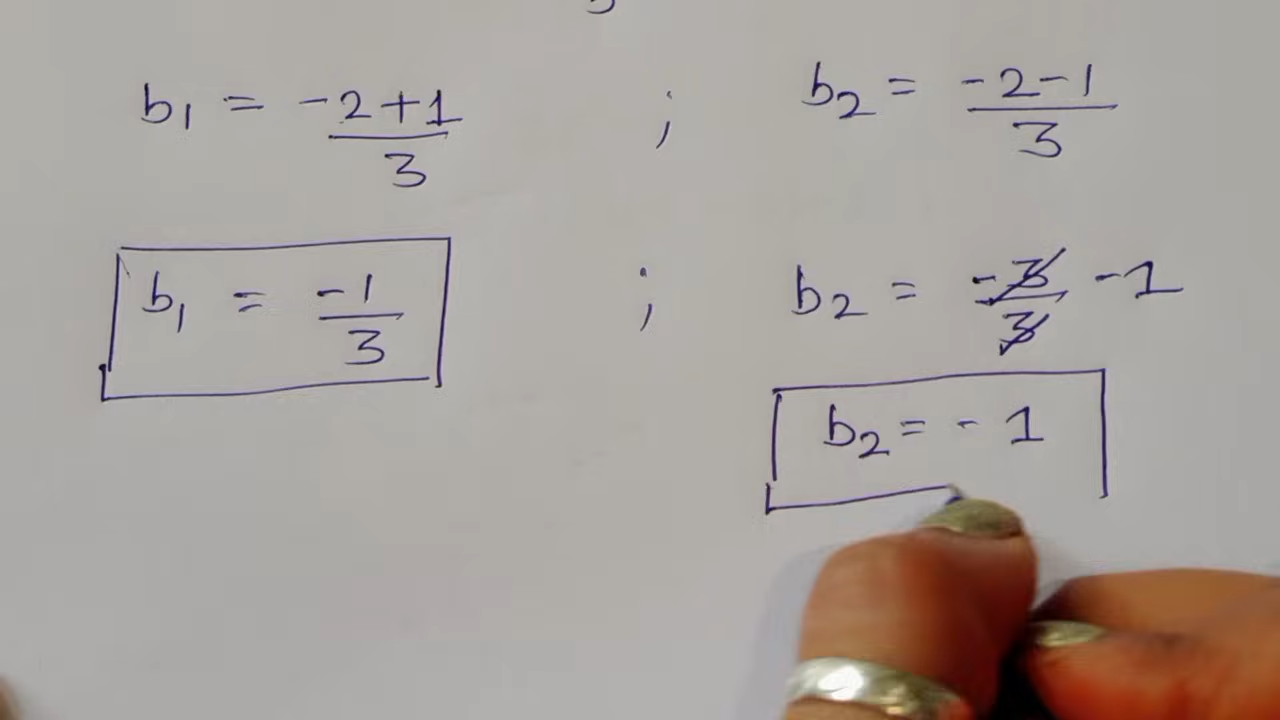 b₁ = -2+1/3 ; b₂ = -2-1/3
b₁ = -1/3 ; b₂ = -3/3 -1
b₂ = - 1